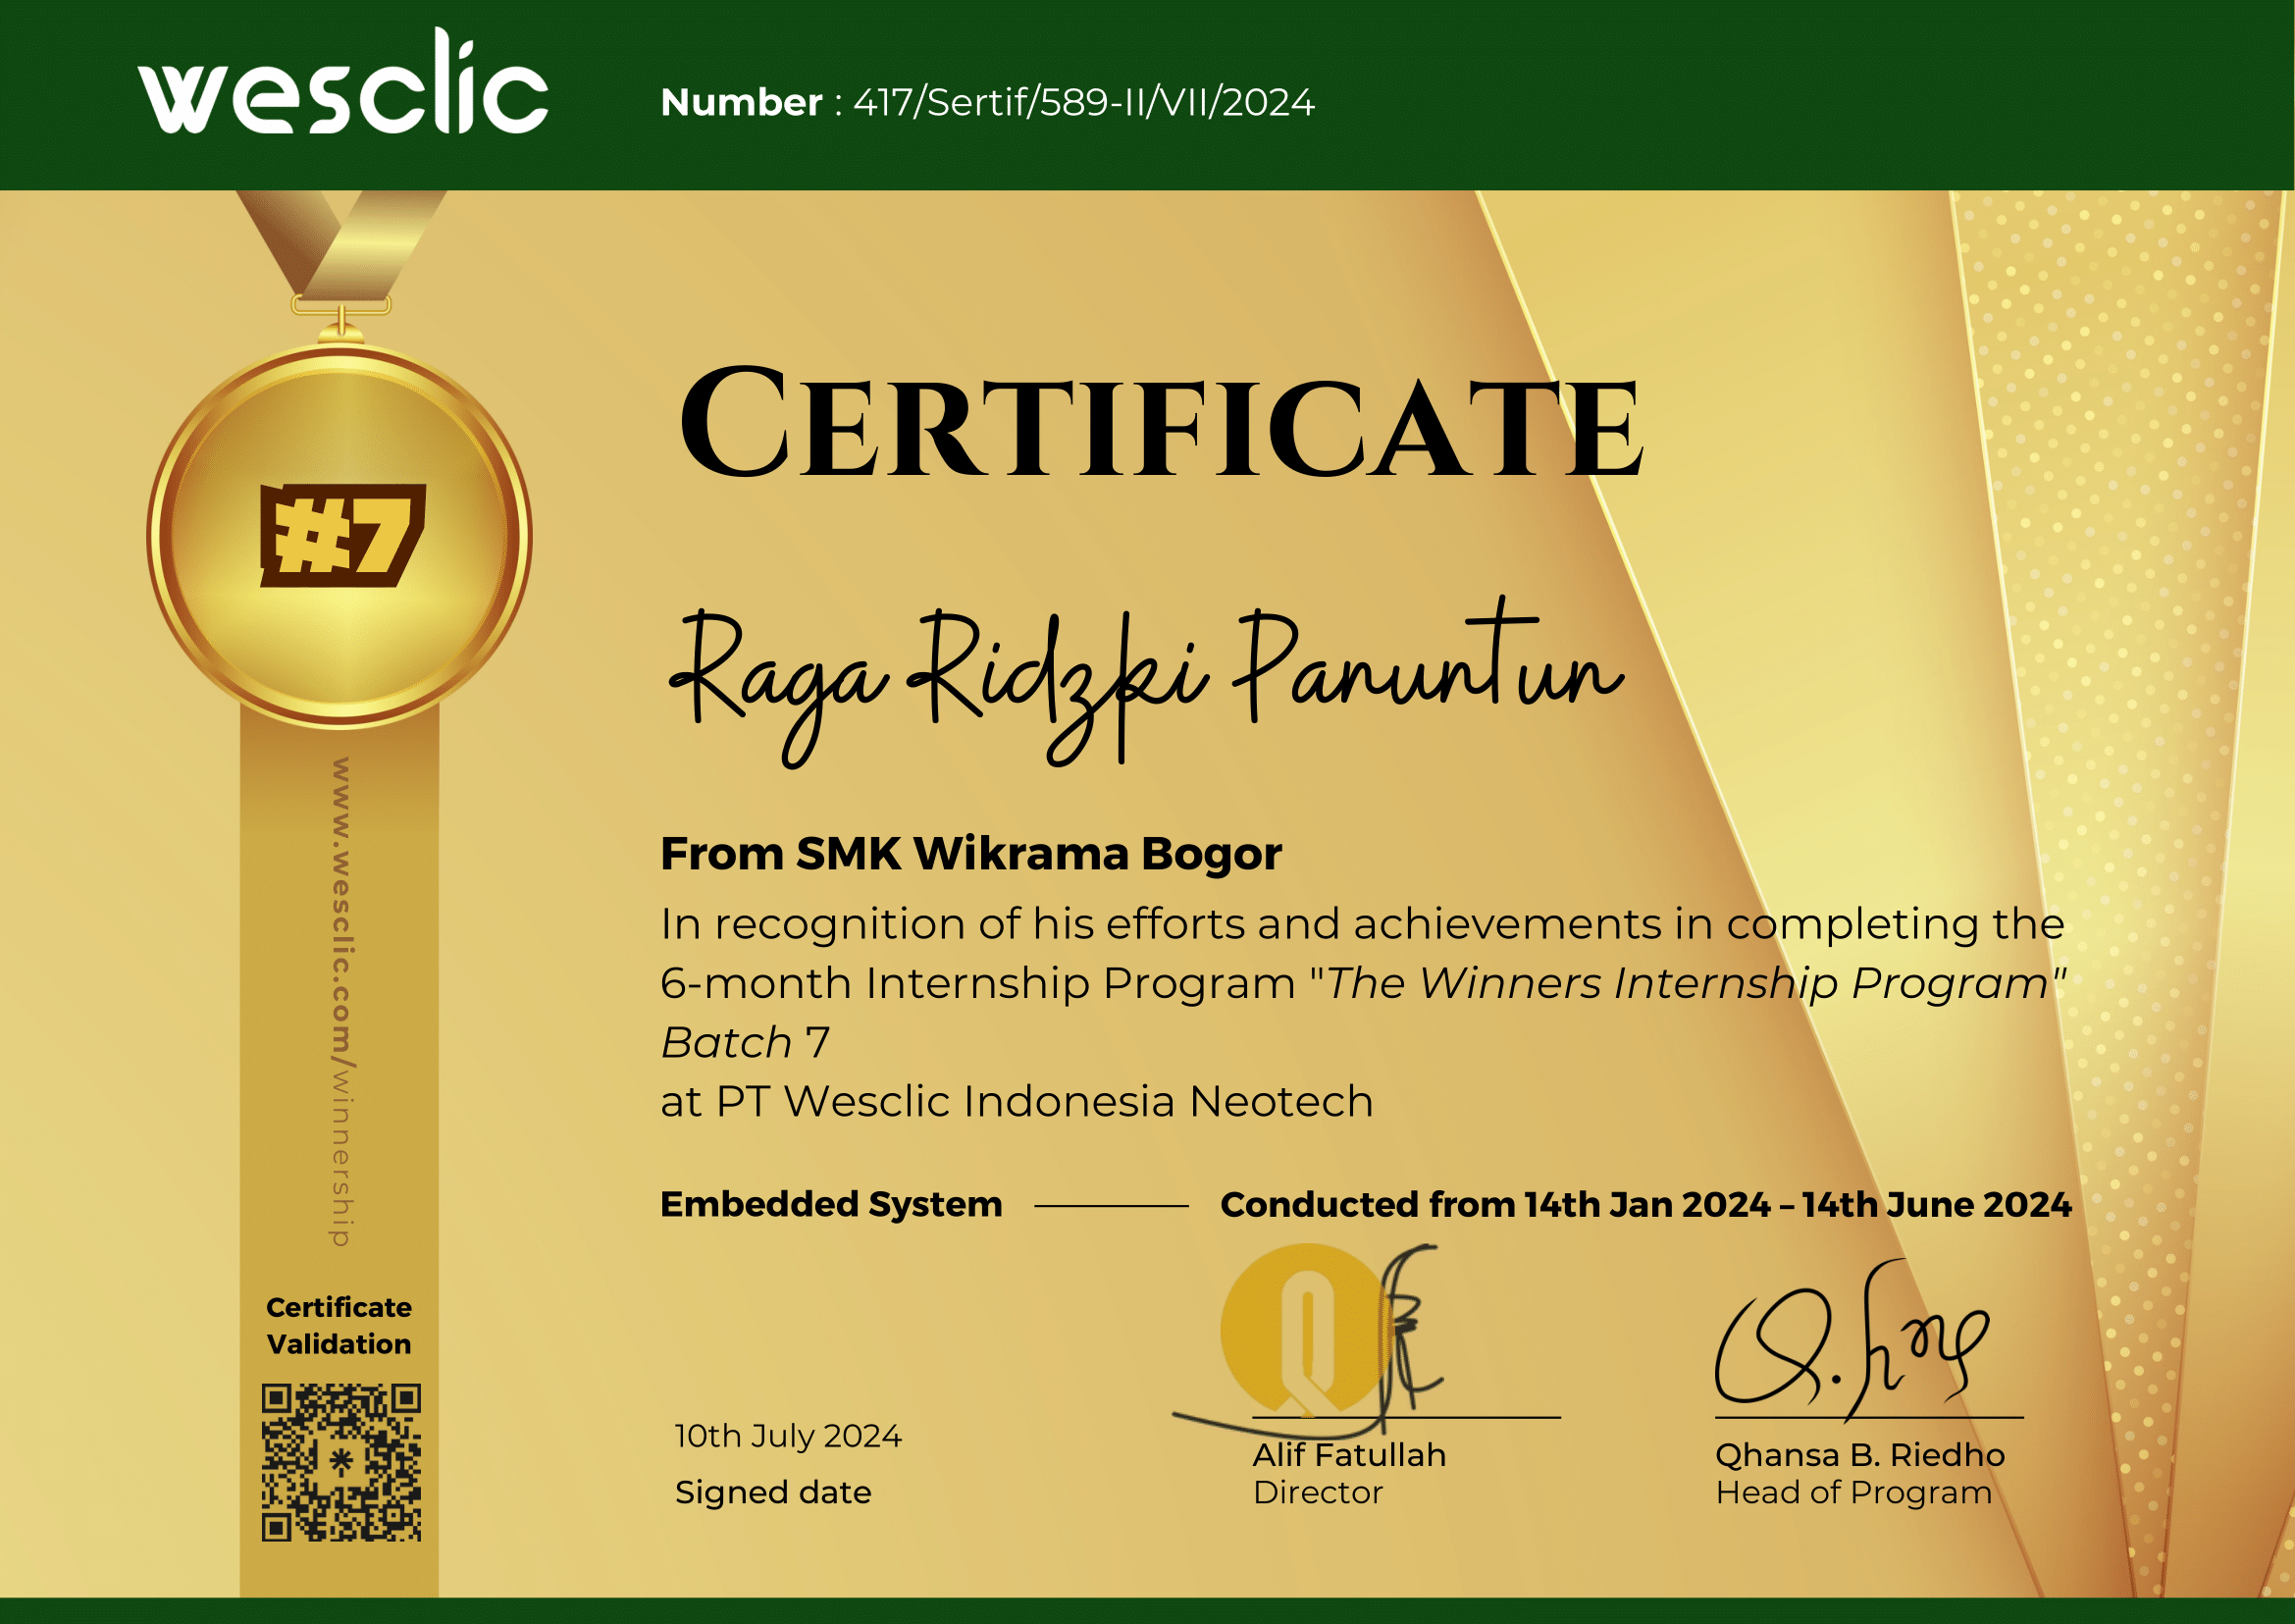 wesclic
Number : 417/Sertif/589-II/VII/2024
#7
Certificate
Raga Ridzki Panuntun
From SMK Wikrama Bogor
In recognition of his efforts and achievements in completing the
6-month Internship Program "The Winners Internship Program"
Batch 7
at PT Wesclic Indonesia Neotech
Embedded System
Conducted from 14th Jan 2024 – 14th June 2024
www.wesclic.com/winnership
Certificate
Validation
10th July 2024
Signed date
Alif Fatullah
Director
Qhansa B. Riedho
Head of Program